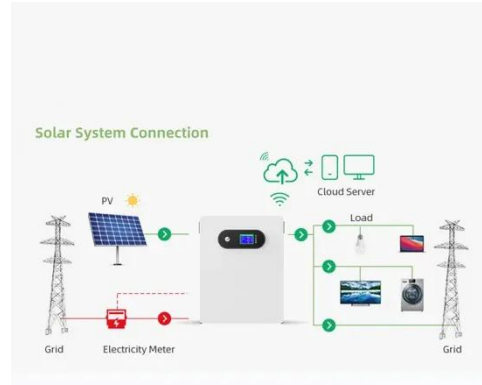 Solar System Connection
Cloud Server
PV
Load
Grid
Electricity Meter
Grid